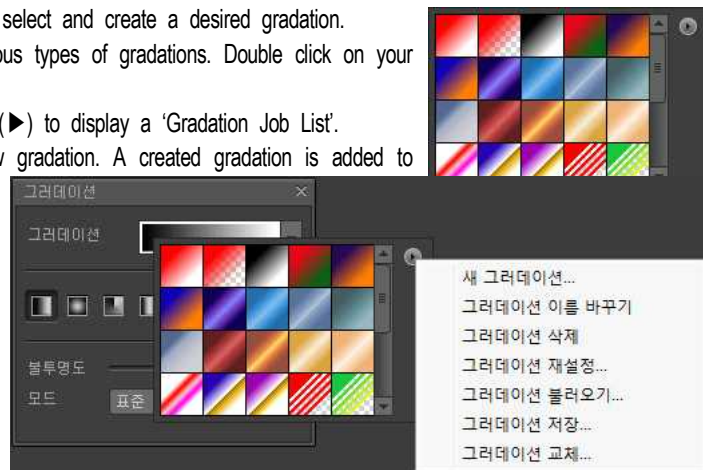 select and create a desired gradation.
ous types of gradations. Double click on your
(▶) to display a 'Gradation Job List'.
w gradation. A created gradation is added to
그러데이션
그러데이션
불투명도
모드
표준
새 그러데이션...
그러데이션 이름 바꾸기
그러데이션 삭제
그러데이션 재설정...
그러데이션 불러오기...
그러데이션 저장...
그러데이션 교체...